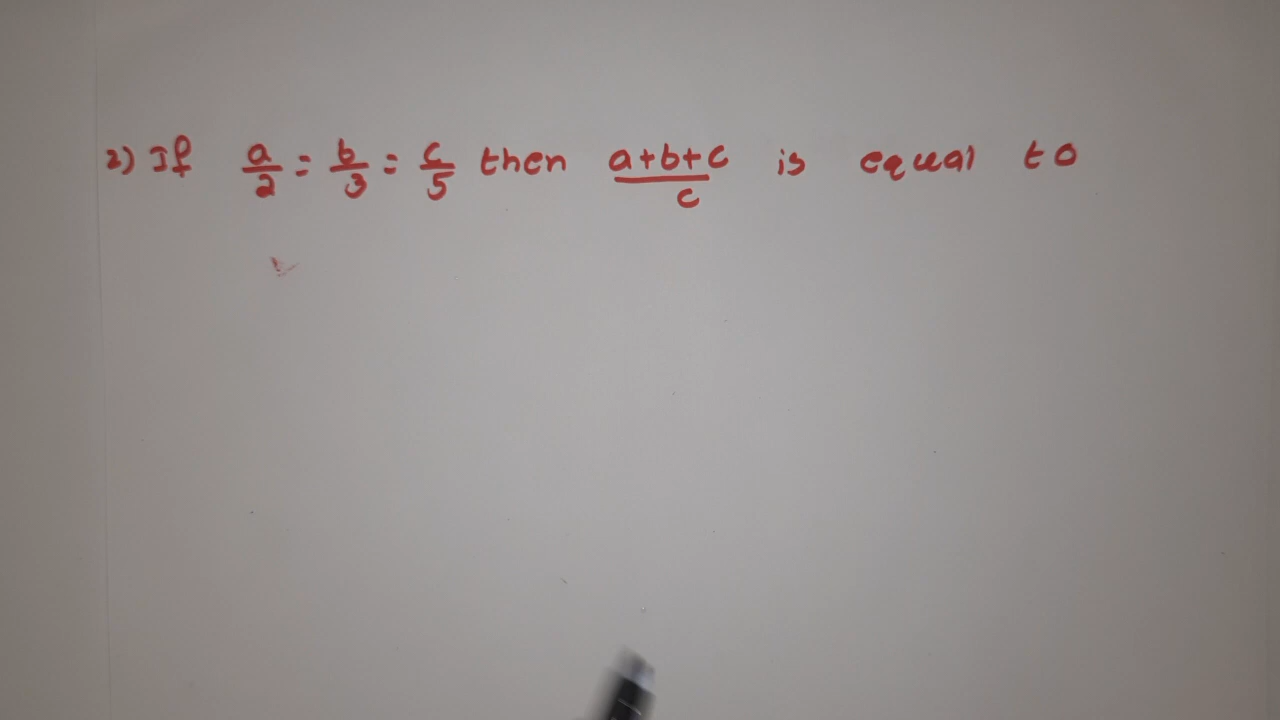 2) If a/2 = b/3 = c/5 then a+b+c/c is equal to